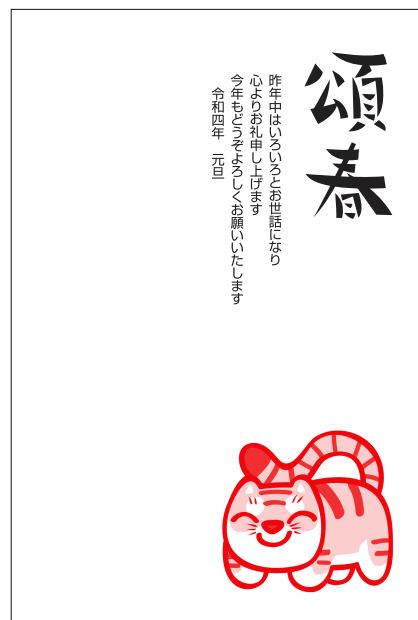 頌春
昨年中はいろいろとお世話になり
心よりお礼申し上げます
今年もどうぞよろしくお願いいたします
令和四年　元旦